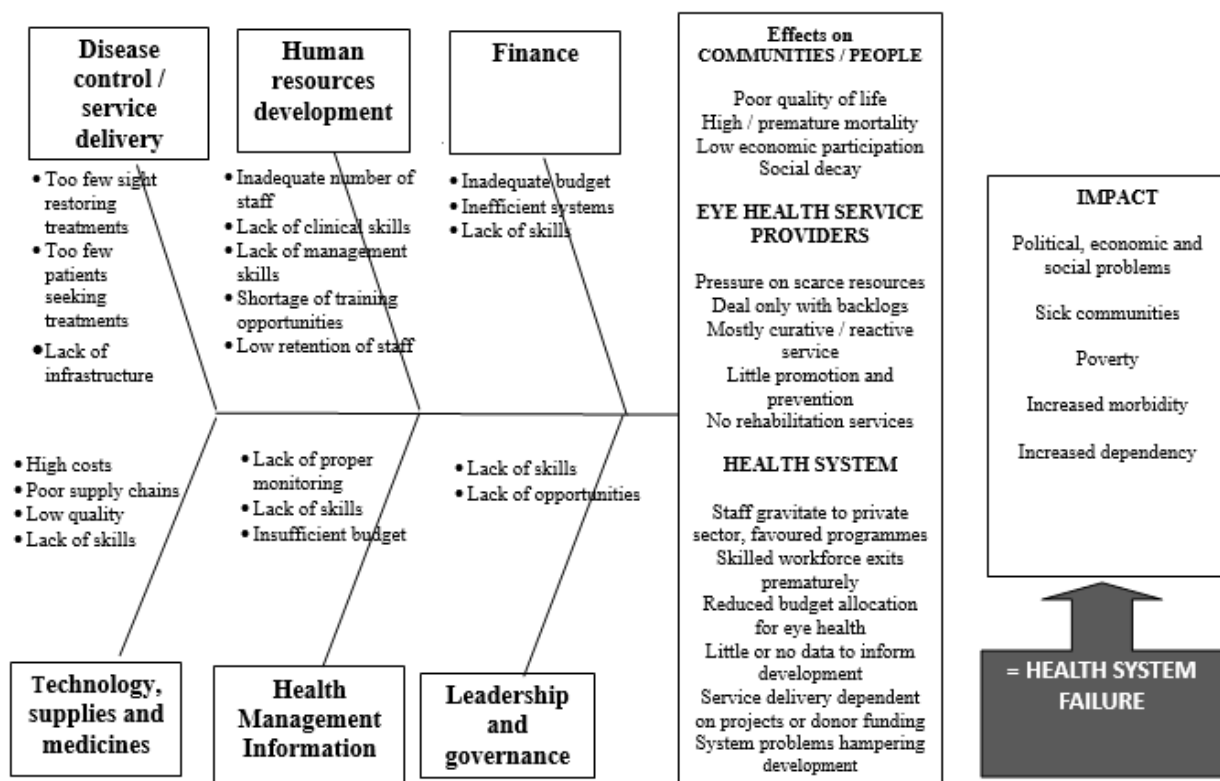 Disease
control /
service
delivery
• Too few sight
restoring
treatments
• Too few
patients
seeking
treatments
• Lack of
infrastructure
Human
resources
development
• Inadequate number of
staff
• Lack of clinical skills
• Lack of management
skills
• Shortage of training
opportunities
• Low retention of staff
Finance
• Inadequate budget
• Inefficient systems
• Lack of skills
• High costs
• Poor supply chains
• Low quality
• Lack of skills
Technology,
supplies and
medicines
• Lack of proper
monitoring
• Lack of skills
• Insufficient budget
Health
Management
Information
• Lack of skills
• Lack of opportunities
Leadership
and
governance
Effects on
COMMUNITIES / PEOPLE
Poor quality of life
High / premature mortality
Low economic participation
Social decay
EYE HEALTH SERVICE
PROVIDERS
Pressure on scarce resources
Deal only with backlogs
Mostly curative / reactive
service
Little promotion and
prevention
No rehabilitation services
HEALTH SYSTEM
Staff gravitate to private
sector, favoured programmes
Skilled workforce exits
prematurely
Reduced budget allocation
for eye health
Little or no data to inform
development
Service delivery dependent
on projects or donor funding
System problems hampering
development
IMPACT
Political, economic and
social problems
Sick communities
Poverty
Increased morbidity
Increased dependency
= HEALTH SYSTEM
FAILURE